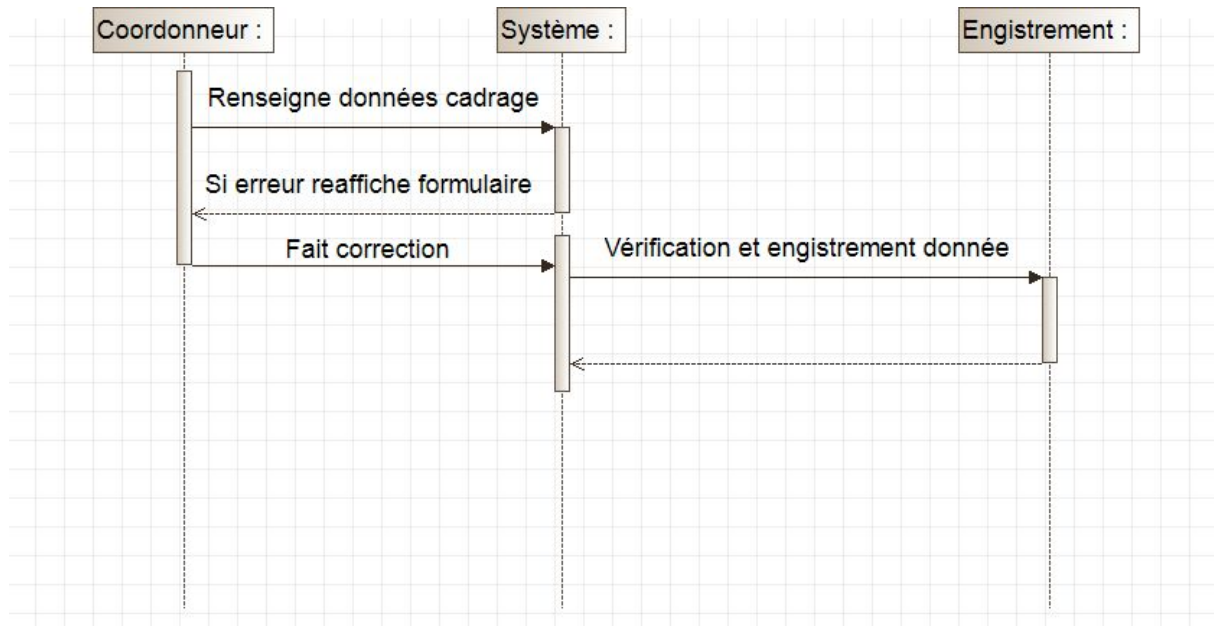 Coordonneur :
Système :
Engistrement :
Renseigne données cadrage
Si erreur reaffiche formulaire
Fait correction
Vérification et engistrement donnée